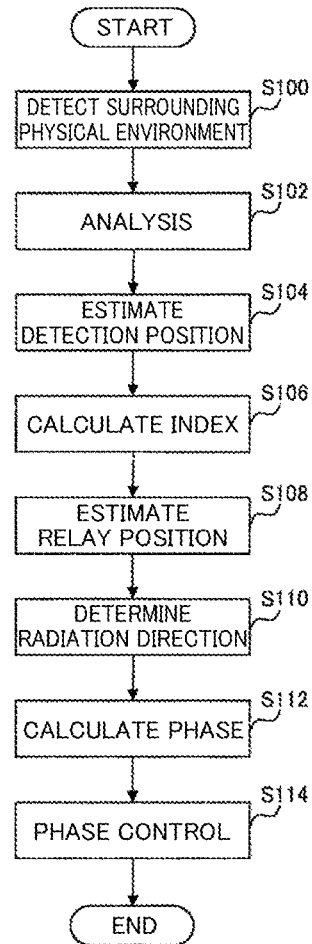 START
S100
DETECT SURROUNDING
PHYSICAL ENVIRONMENT
S102
ANALYSIS
S104
ESTIMATE
DETECTION POSITION
S106
CALCULATE INDEX
S108
ESTIMATE
RELAY POSITION
S110
DETERMINE
RADIATION DIRECTION
S112
CALCULATE PHASE
S114
PHASE CONTROL
END